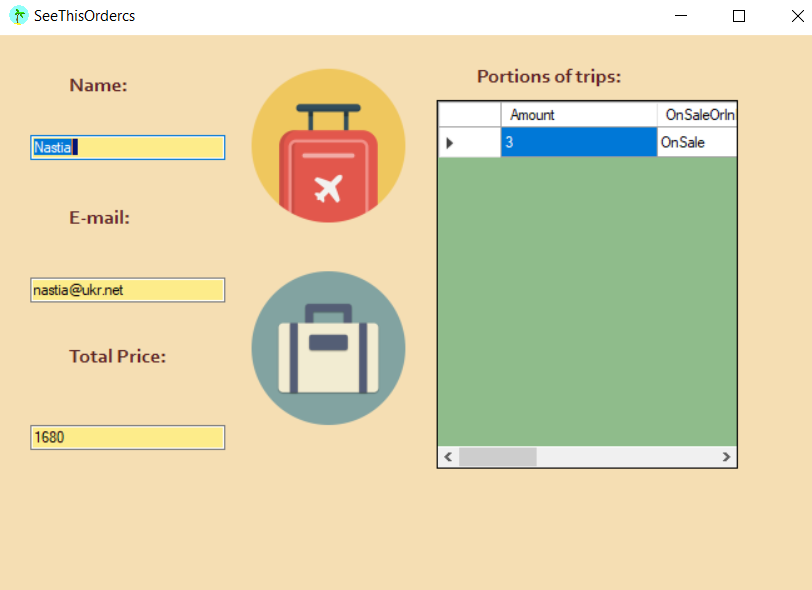 SeeThisOrdercs
Name:
Nastia
E-mail:
nastia@ukr.net
Total Price:
1680
Portions of trips:
Amount OnSaleOrIn
3 OnSale